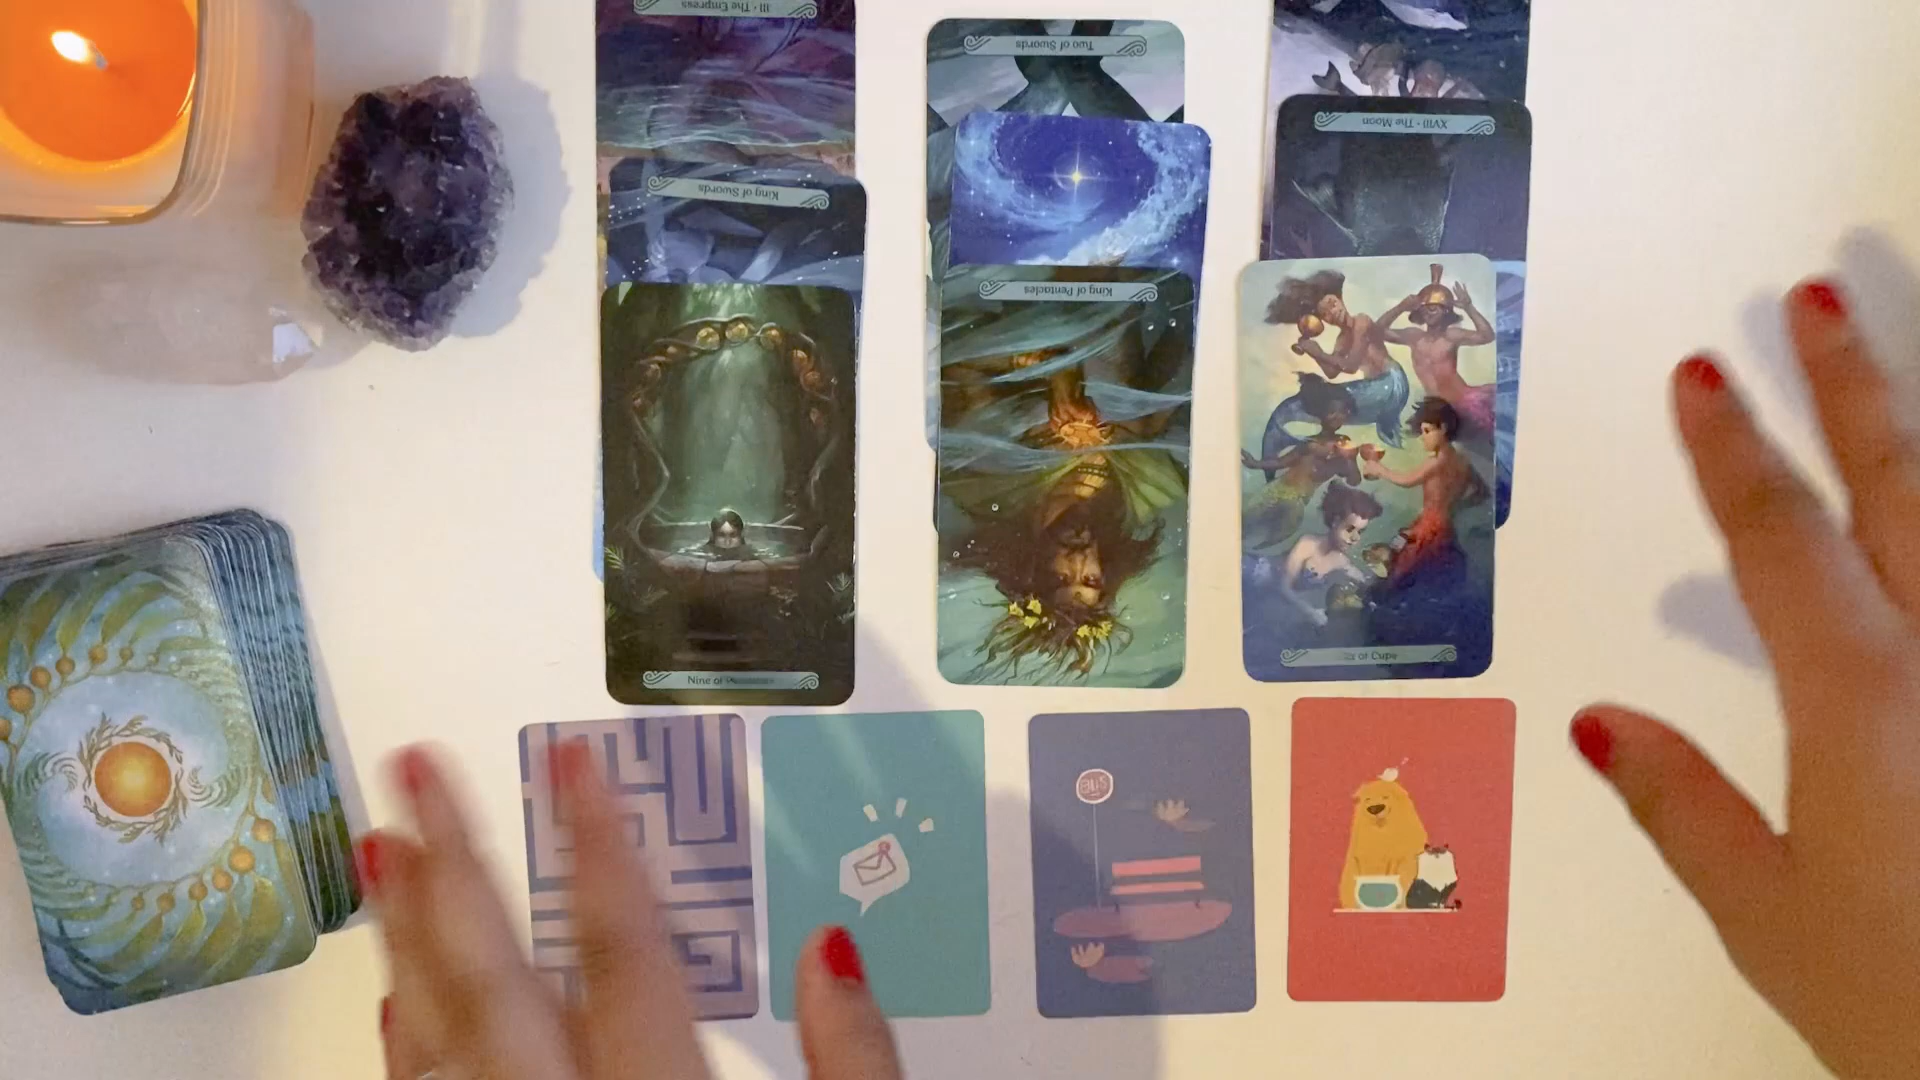 III • The Empress
Two of Swords
XVIII • The Moon
King of Swords
King of Pentacles
of Cups
Nine of
BUS